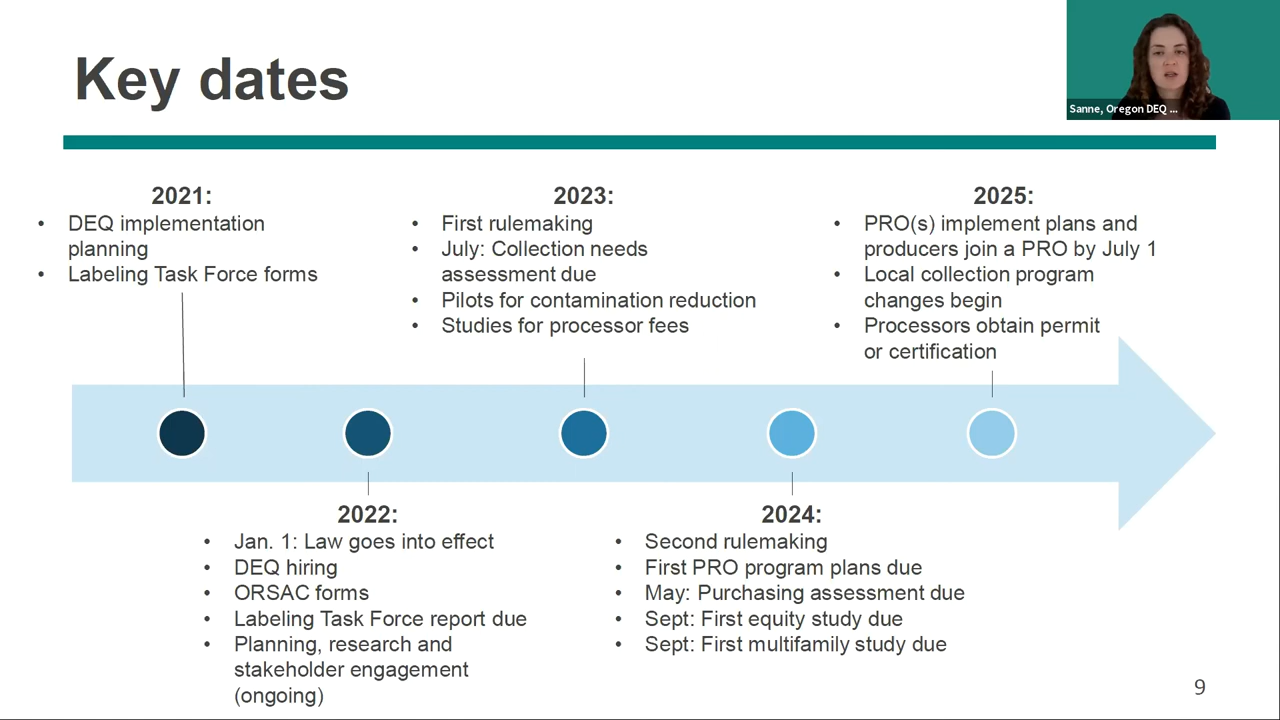 Key dates
Sanne, Oregon DEQ ...
2021:
• DEQ implementation
planning
• Labeling Task Force forms
2023:
• First rulemaking
• July: Collection needs
assessment due
• Pilots for contamination reduction
• Studies for processor fees
2025:
• PRO(s) implement plans and
producers join a PRO by July 1
• Local collection program
changes begin
• Processors obtain permit
or certification
2022:
• Jan. 1: Law goes into effect
• DEQ hiring
• ORSAC forms
• Labeling Task Force report due
• Planning, research and
stakeholder engagement
(ongoing)
2024:
• Second rulemaking
• First PRO program plans due
• May: Purchasing assessment due
• Sept: First equity study due
• Sept: First multifamily study due
9